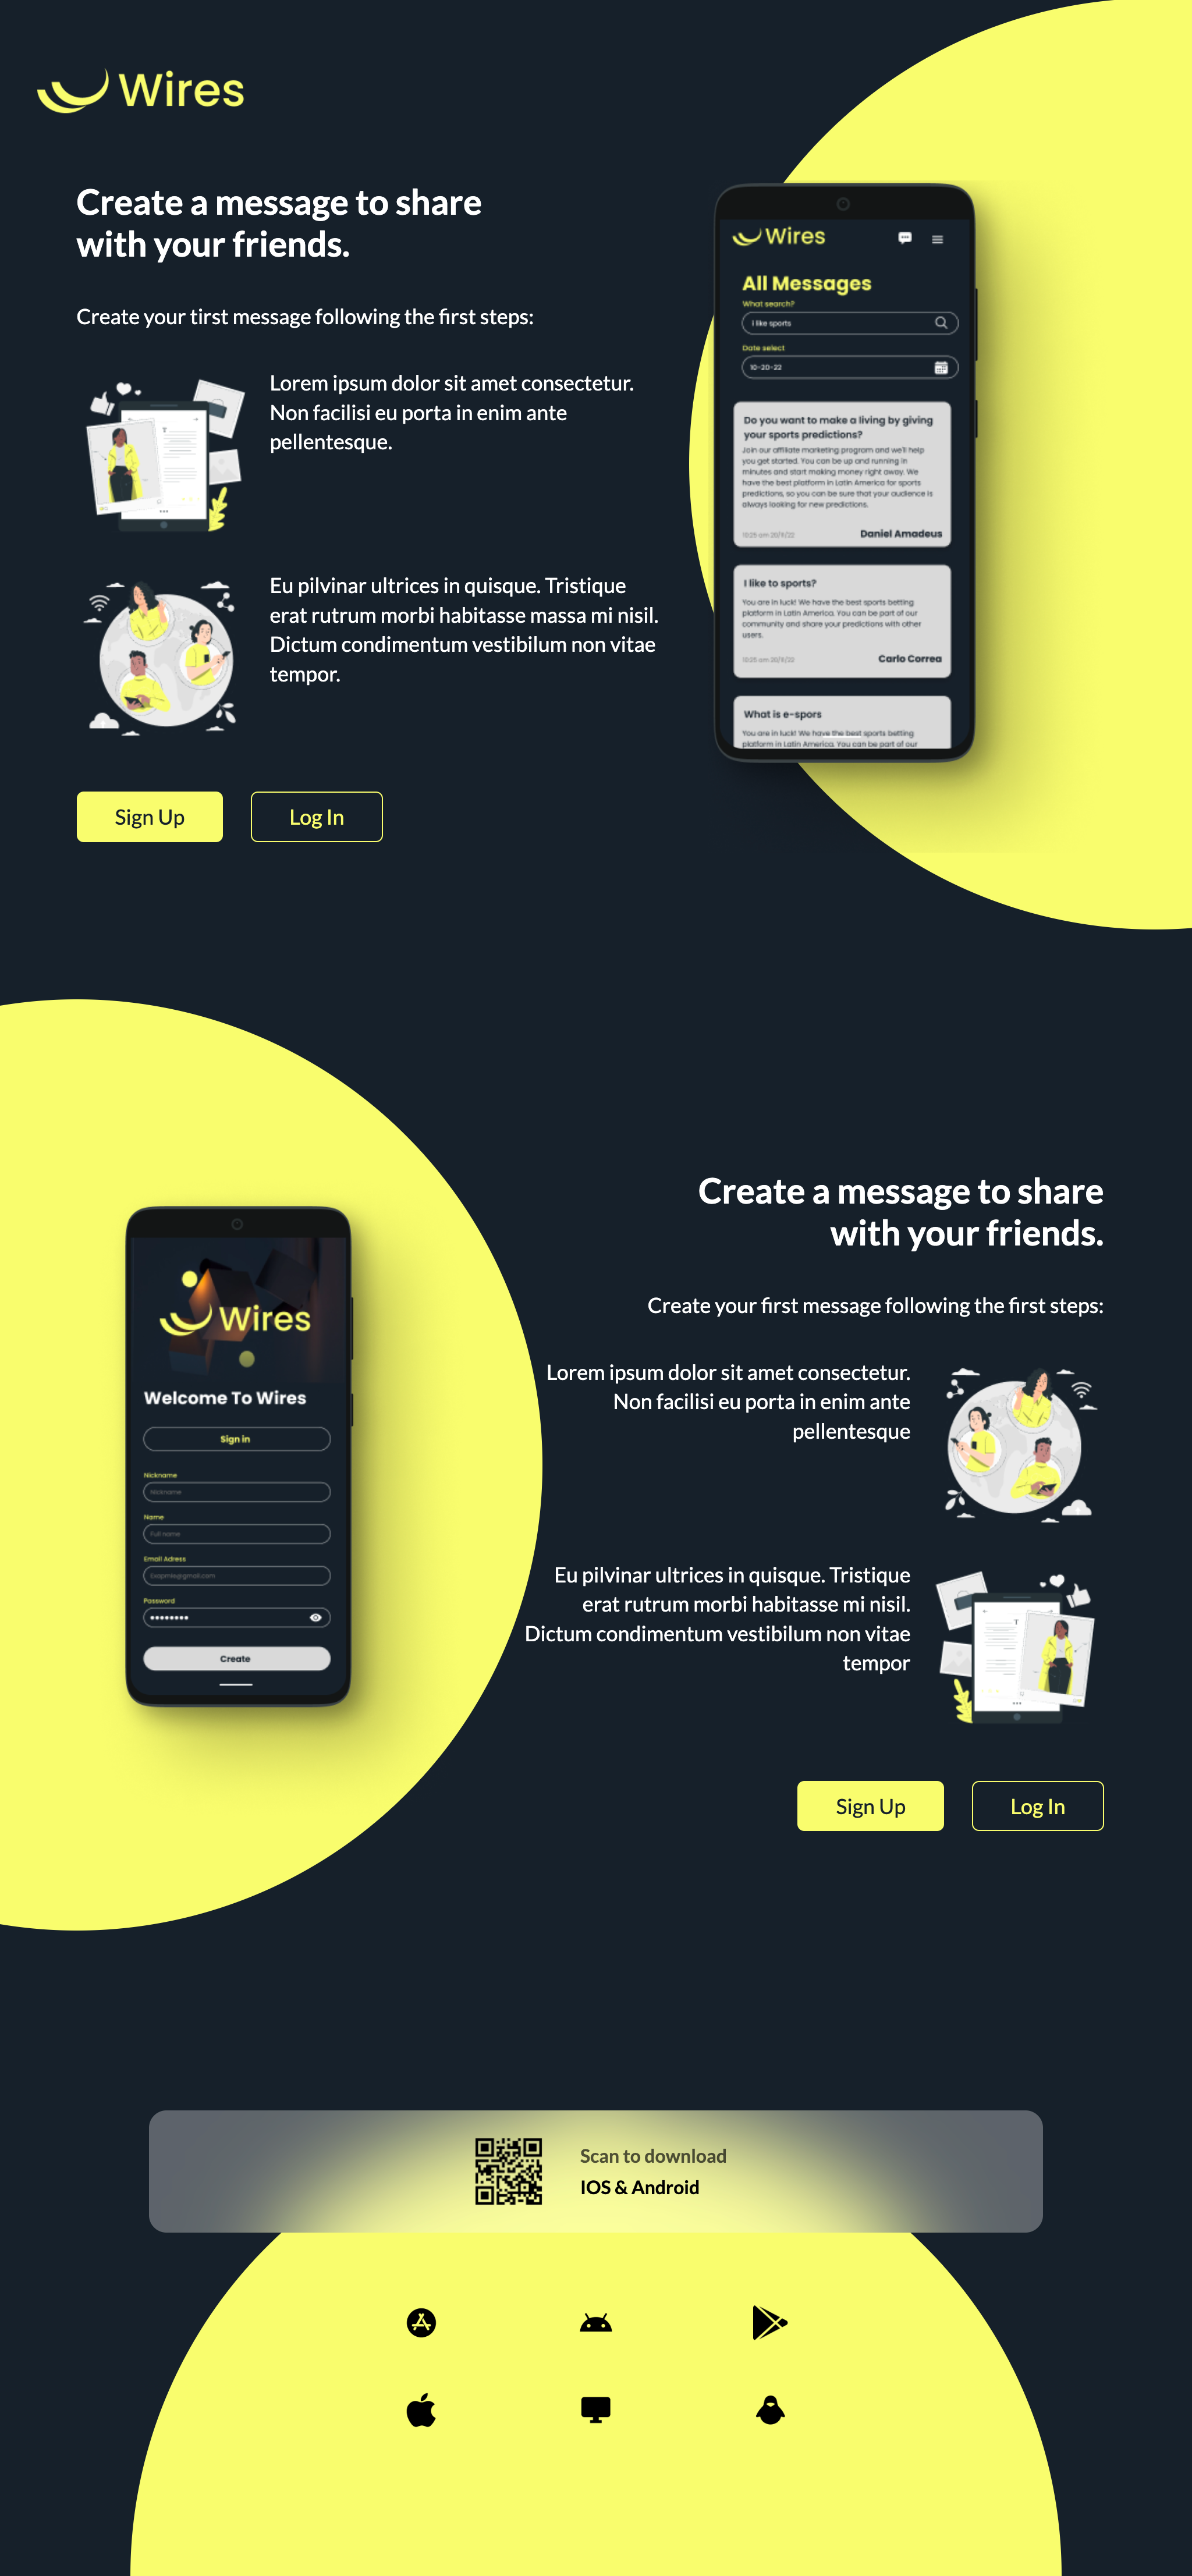 Wires
Create a message to share
with your friends.
Create your tirst message following the first steps:
Lorem ipsum dolor sit amet consectetur.
Non facilisi eu porta in enim ante
pellentesque.
Eu pilvinar ultrices in quisque. Tristique
erat rutrum morbi habitasse massa mi nisil.
Dictum condimentum vestibilum non vitae
tempor.
Sign Up
Log In
Wires
All Messages
What search?
I like sports
Date select
10-20-22
Do you want to make a living by giving
your sports predictions?
Join our affiliate marketing program and we'll help
you get started. You can be up and running in
minutes and start making money right away. We
have the best platform in Latin America for sports
predictions, so you can be sure that your audience is
always looking for new predictions.
Daniel Amadeus
I like to sports?
You are in luck! We have the best sports betting
platform in Latin America. You can be part of our
community and share your predictions with other
users.
Carlo Correa
What is e-spors
You are in luck! We have the best sports betting
platform in Latin America. You can be part of our
Wires
Welcome To Wires
Sign in
Nickname
Nickname
Name
Full name
Email Adress
Password
Create
Create a message to share
with your friends.
Create your first message following the first steps:
Lorem ipsum dolor sit amet consectetur.
Non facilisi eu porta in enim ante
pellentesque
Eu pilvinar ultrices in quisque. Tristique
erat rutrum morbi habitasse mi nisil.
Dictum condimentum vestibilum non vitae
tempor
Sign Up
Log In
Scan to download
IOS & Android